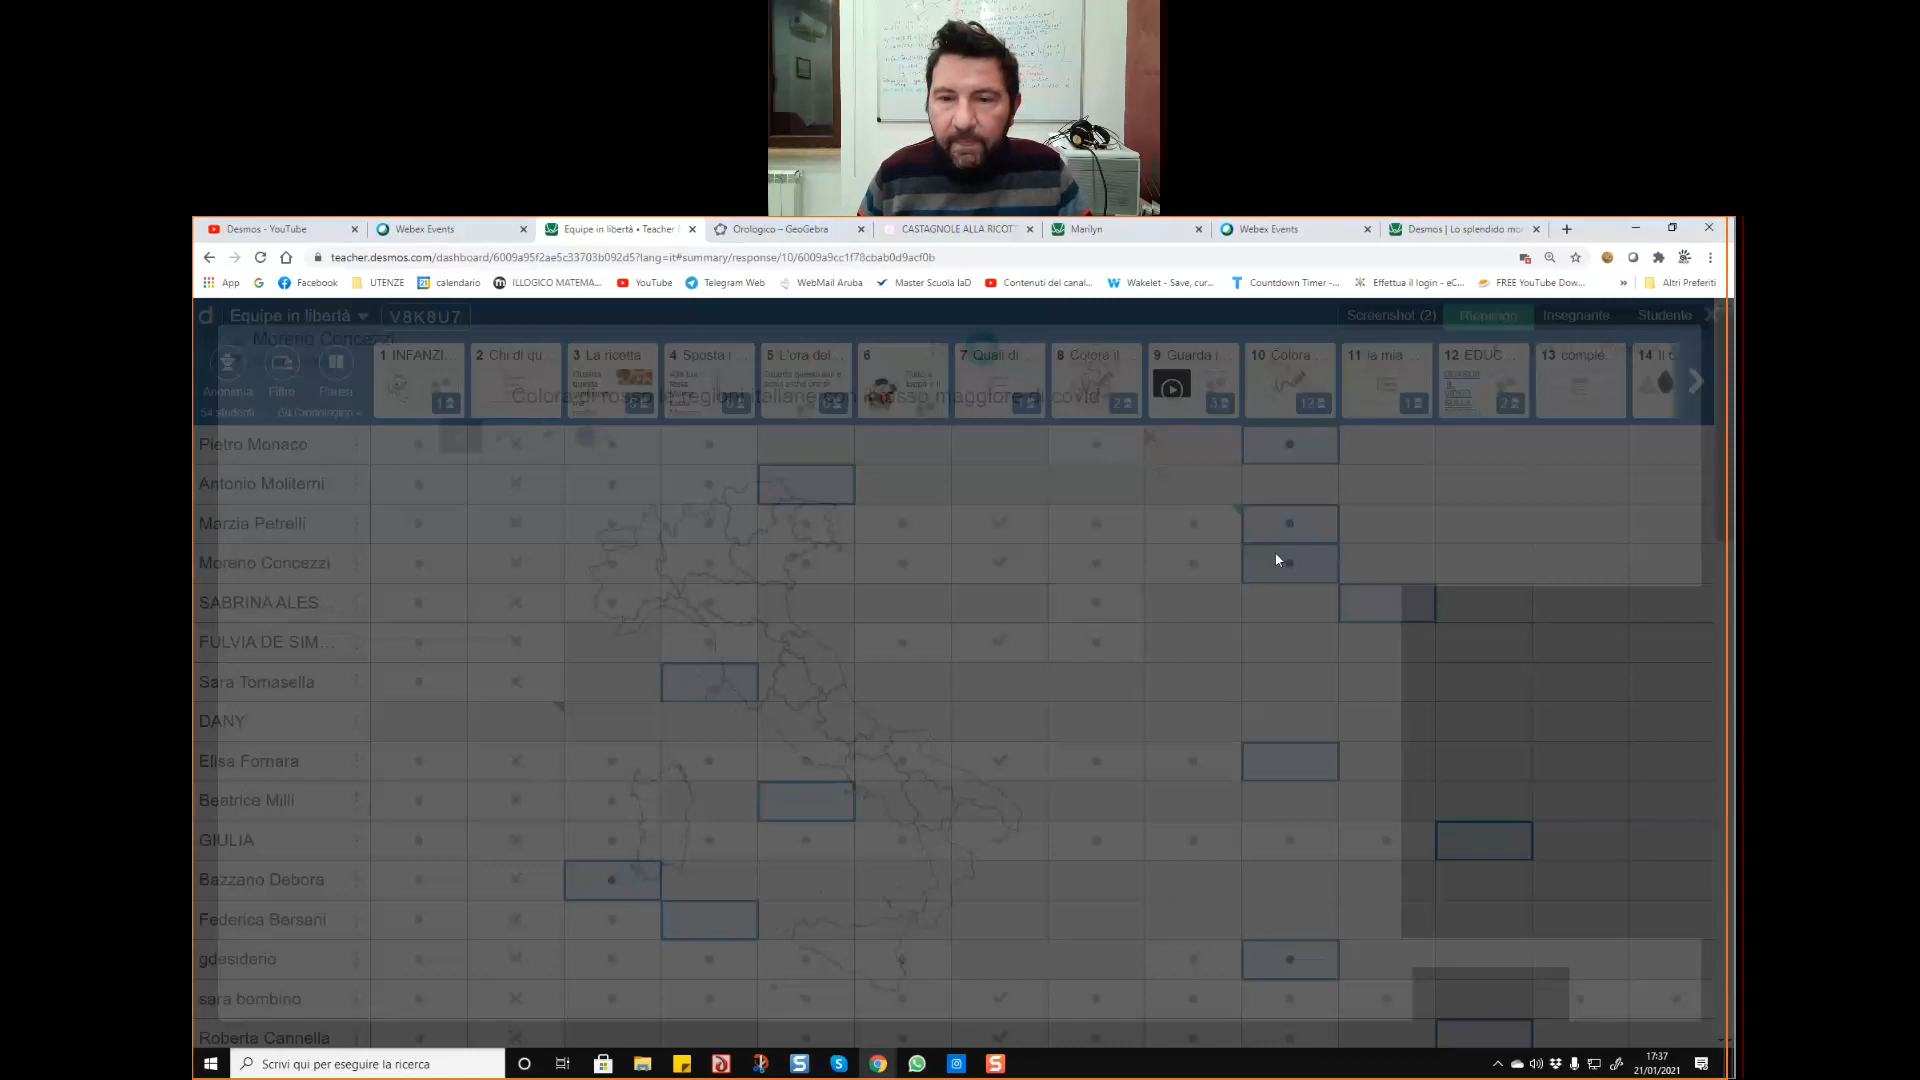 Desmos - YouTube
Webex Events
Equipe in libertà • Teacher
Orologico – GeoGebra
CASTAGNOLE ALLA RICOTT
Marilyn
Webex Events
Desmos | Lo splendido mo
teacher.desmos.com/dashboard/6009a95f2ae5c33703b092d5?lang=it#summary/response/10/6009a9cc1f78cbab0d9acf0b
App
Facebook
UTENZE
calendario
ILLOGICO MATEMA...
YouTube
Telegram Web
WebMail Aruba
Master Scuola IaD
Contenuti del canal...
Wakelet - Save, cur...
Countdown Timer -...
Effettua il login - eC...
FREE YouTube Dow...
»
Altri Preferiti
d Equipe in libertà V8K8U7
Screenshot (2) Riepilogo Insegnante Studente
Moreno Concezzi
1 INFANZI...
2 Chi di qu...
3 La ricetta
4 Sposta i ...
5 L'ora del...
6
7 Quali di ...
8 Colora il ...
9 Guarda i...
10 Colora ...
11 la mia ...
12 EDUC...
13 comple...
14 Il c
Anonimia Filtro Pausa
54 studenti
Colora di rosso le regioni italiane con il tasso maggiore di covid
Pietro Monaco
Antonio Moliterni
Marzia Petrelli
Moreno Concezzi
SABRINA ALES
FULVIA DE SIM...
Sara Tomasella
DANY
Elisa Fornara
Beatrice Milli
GIULIA
Bazzano Debora
Federica Bersani
gdesiderio
sara bombino
Roberta Cannella
Scrivi qui per eseguire la ricerca
17:37
21/01/2021